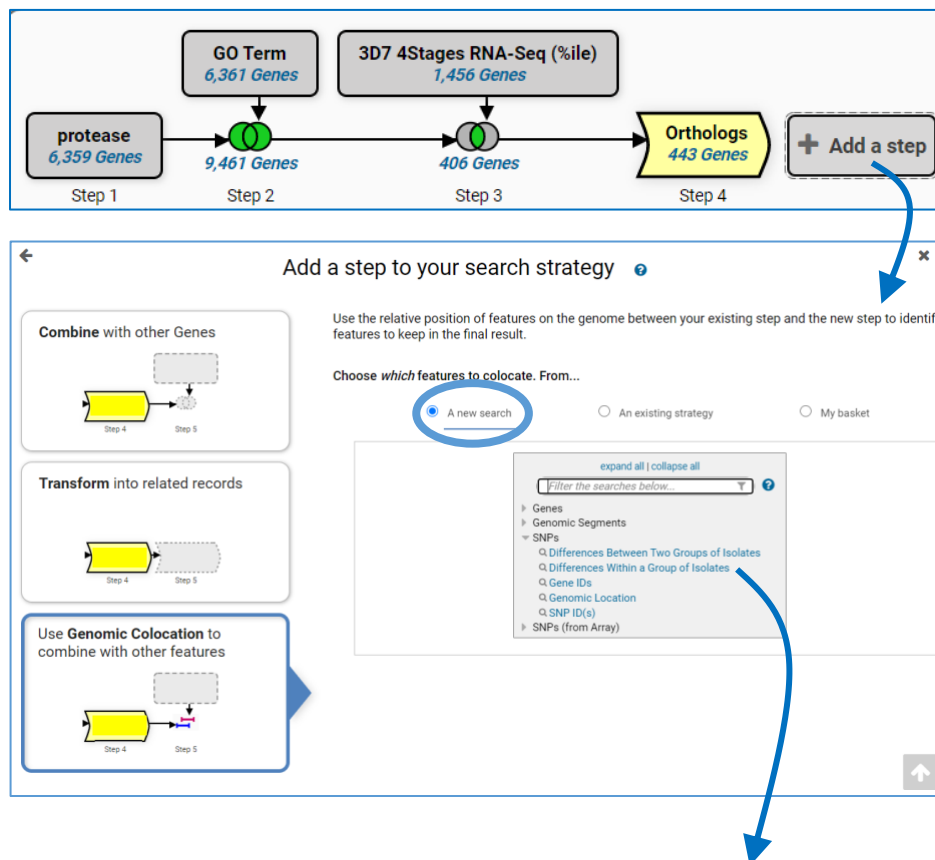 GO Term
6,361 Genes
3D7 4Stages RNA-Seq (%ile)
1,456 Genes
protease
6,359 Genes
9,461 Genes
406 Genes
Orthologs
443 Genes
+ Add a step
Step 1
Step 2
Step 3
Step 4
Add a step to your search strategy
Combine with other Genes
Step 4
Step 5
Transform into related records
Step 4
Step 5
Use Genomic Colocation to
combine with other features
Step 4
Step 5
Use the relative position of features on the genome between your existing step and the new step to identif
features to keep in the final result.
Choose which features to colocate. From...
A new search
An existing strategy
My basket
expand all | collapse all
Filter the searches below...
Genes
Genomic Segments
SNPs
Differences Between Two Groups of Isolates
Differences Within a Group of Isolates
Gene IDs
Genomic Location
SNP ID(s)
SNPs (from Array)